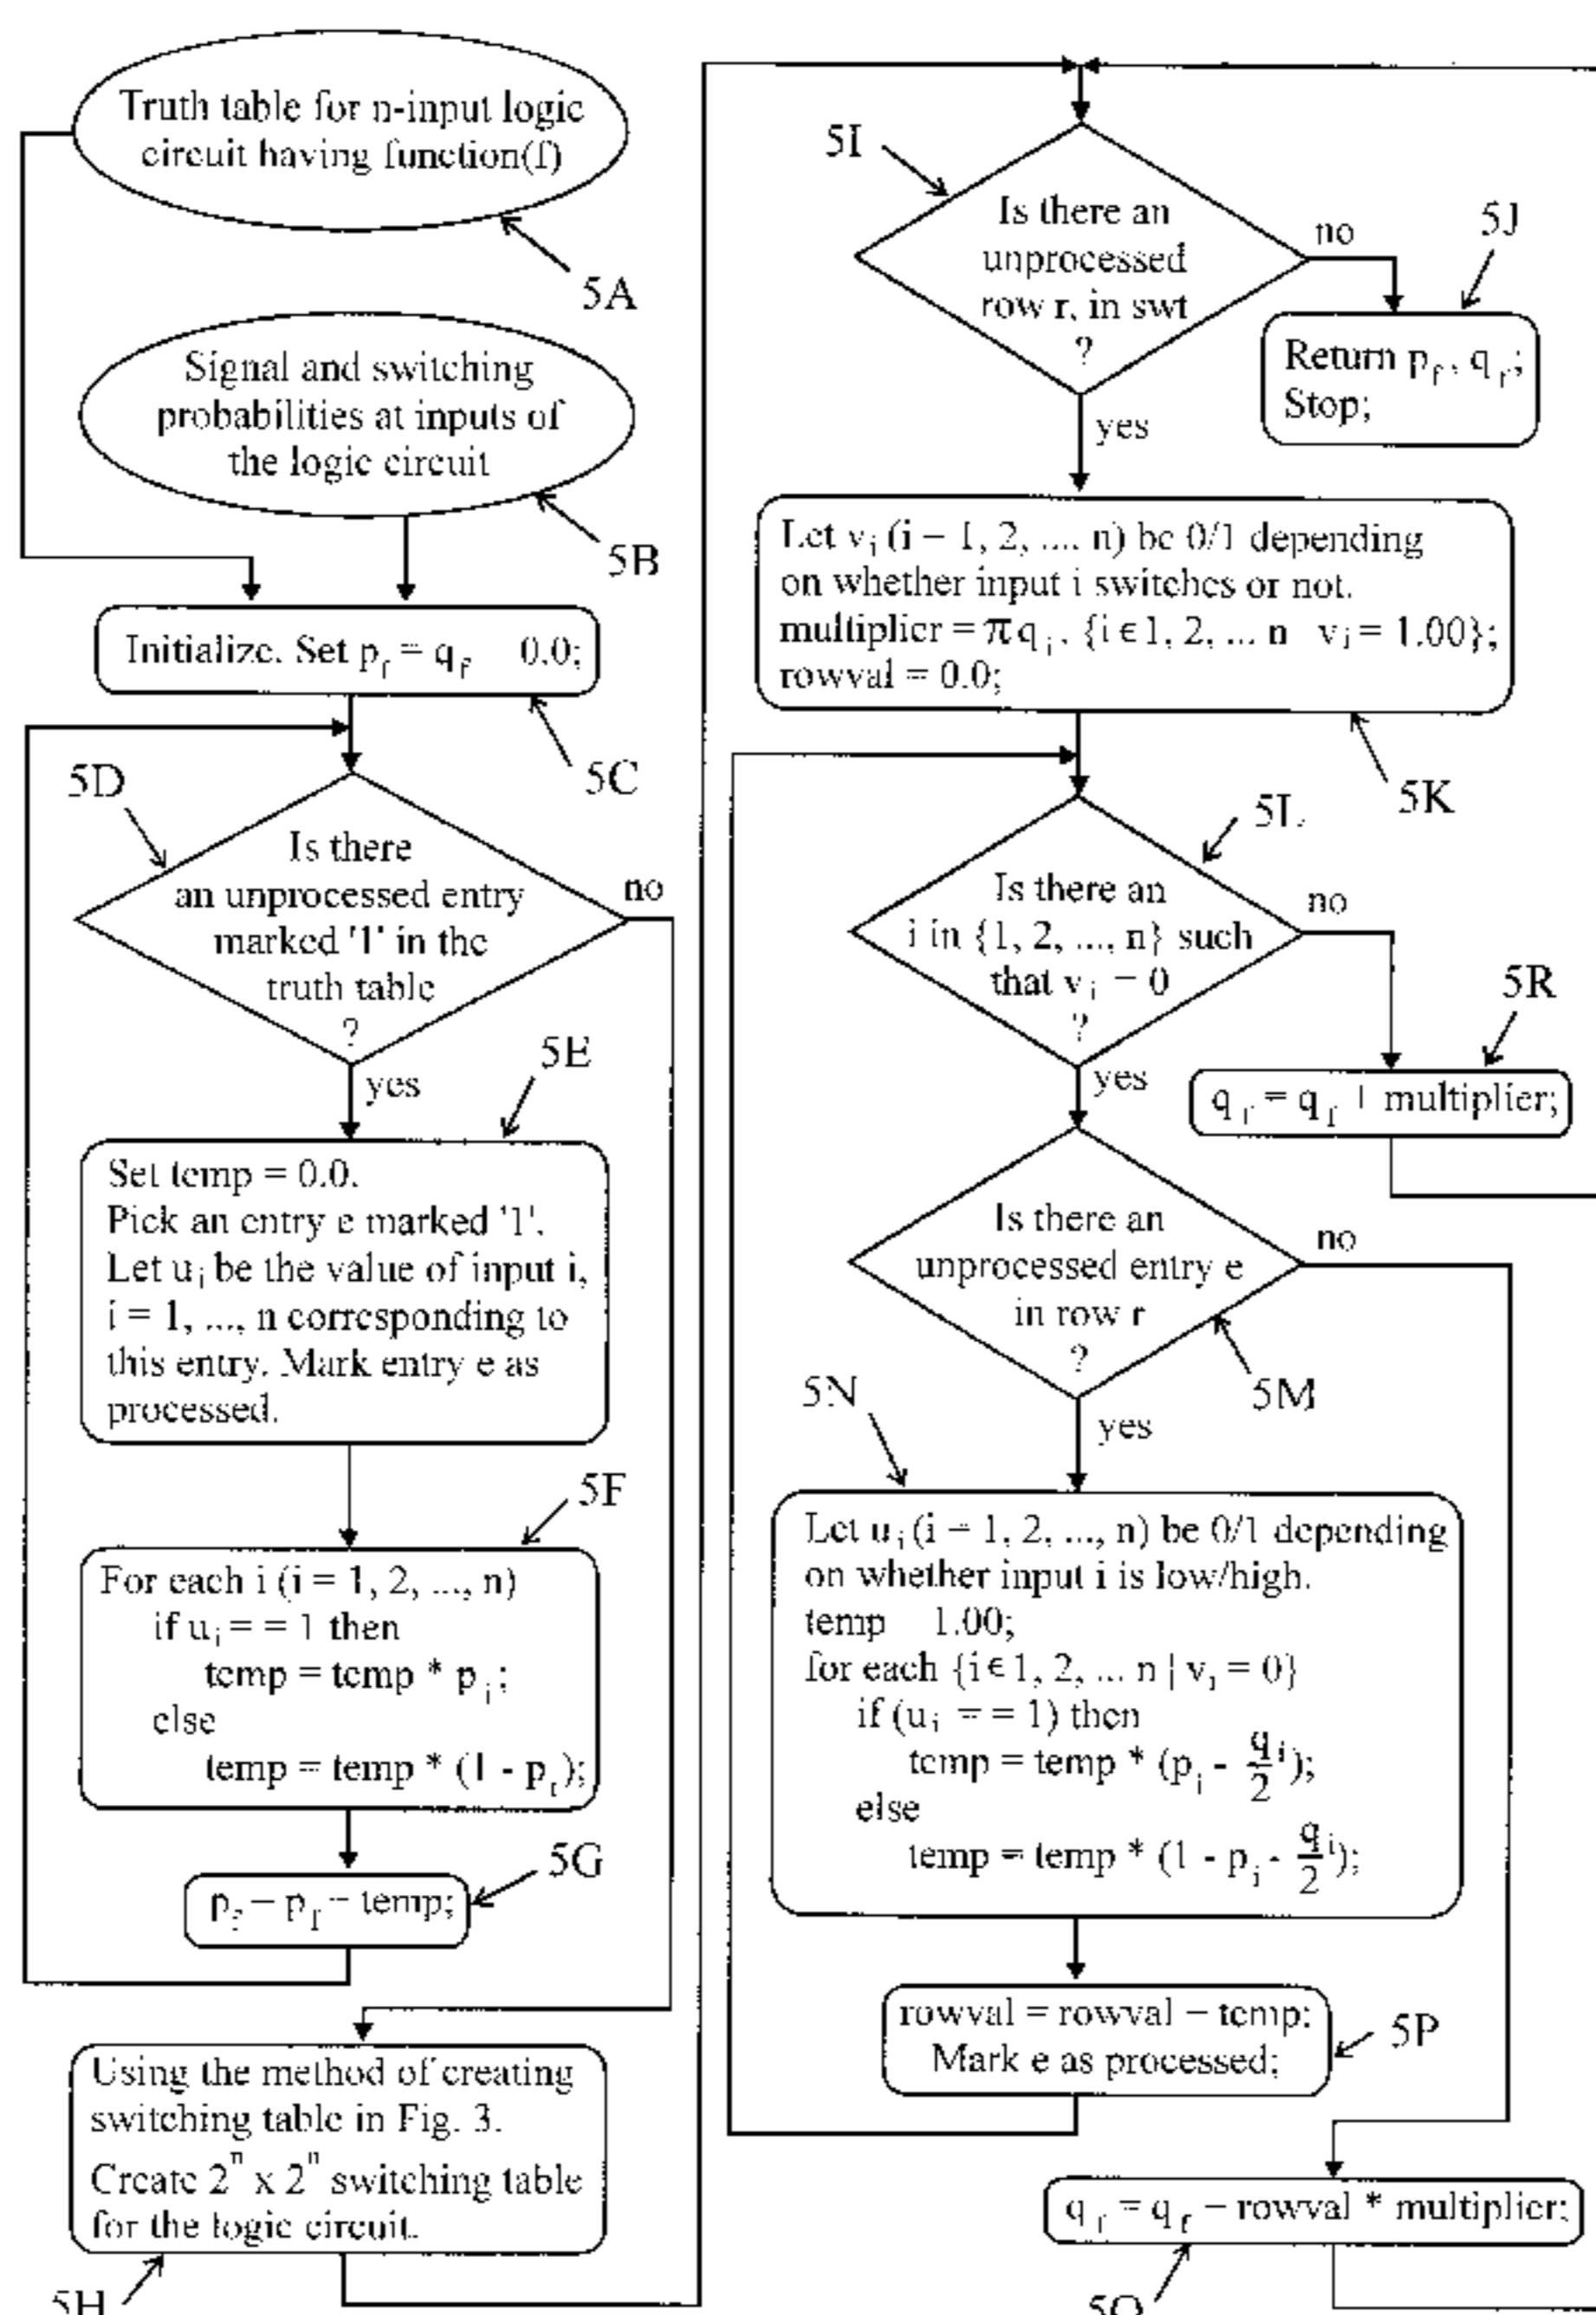 Truth table for n-input logic
circuit having function(f)
5A
Signal and switching
probabilities at inputs of
the logic circuit
5B
Initialize. Set p_f = q_f 0.0;
5C
5D
Is there
an unprocessed entry
marked '1' in the
truth table
?
no
yes
5E
Set temp = 0.0.
Pick an entry e marked '1'.
Let u_i be the value of input i,
i = 1, ..., n corresponding to
this entry. Mark entry e as
processed.
5F
For each i (i = 1, 2, ..., n)
if u_i = = 1 then
temp = temp * p_i;
else
temp = temp * (1 - p_i);
5G
p_f = p_f - temp;
Using the method of creating
switching table in Fig. 3.
Create 2^n x 2^n switching table
for the logic circuit.
5H
5I
Is there an
unprocessed
row r, in swt
?
no
yes
5J
Return p_f, q_f;
Stop;
Let v_i (i = 1, 2, ..., n) be 0/1 depending
on whether input i switches or not.
multiplier = π q_i, {i ∈ 1, 2, ... n v_i = 1.00};
rowval = 0.0;
5K
5L
Is there an
i in {1, 2, ..., n} such
that v_i = 0
?
no
yes
5R
q_f = q_f + multiplier;
Is there an
unprocessed entry e
in row r
?
no
yes
5M
5N
Let u_i (i = 1, 2, ..., n) be 0/1 depending
on whether input i is low/high.
temp 1.00;
for each {i ∈ 1, 2, ... n | v_i = 0}
if (u_i = = 1) then
temp = temp * (p_i - q_i/2);
else
temp = temp * (1 - p_i - q_i/2);
rowval = rowval - temp;
Mark e as processed;
5P
q_f = q_f - rowval * multiplier;